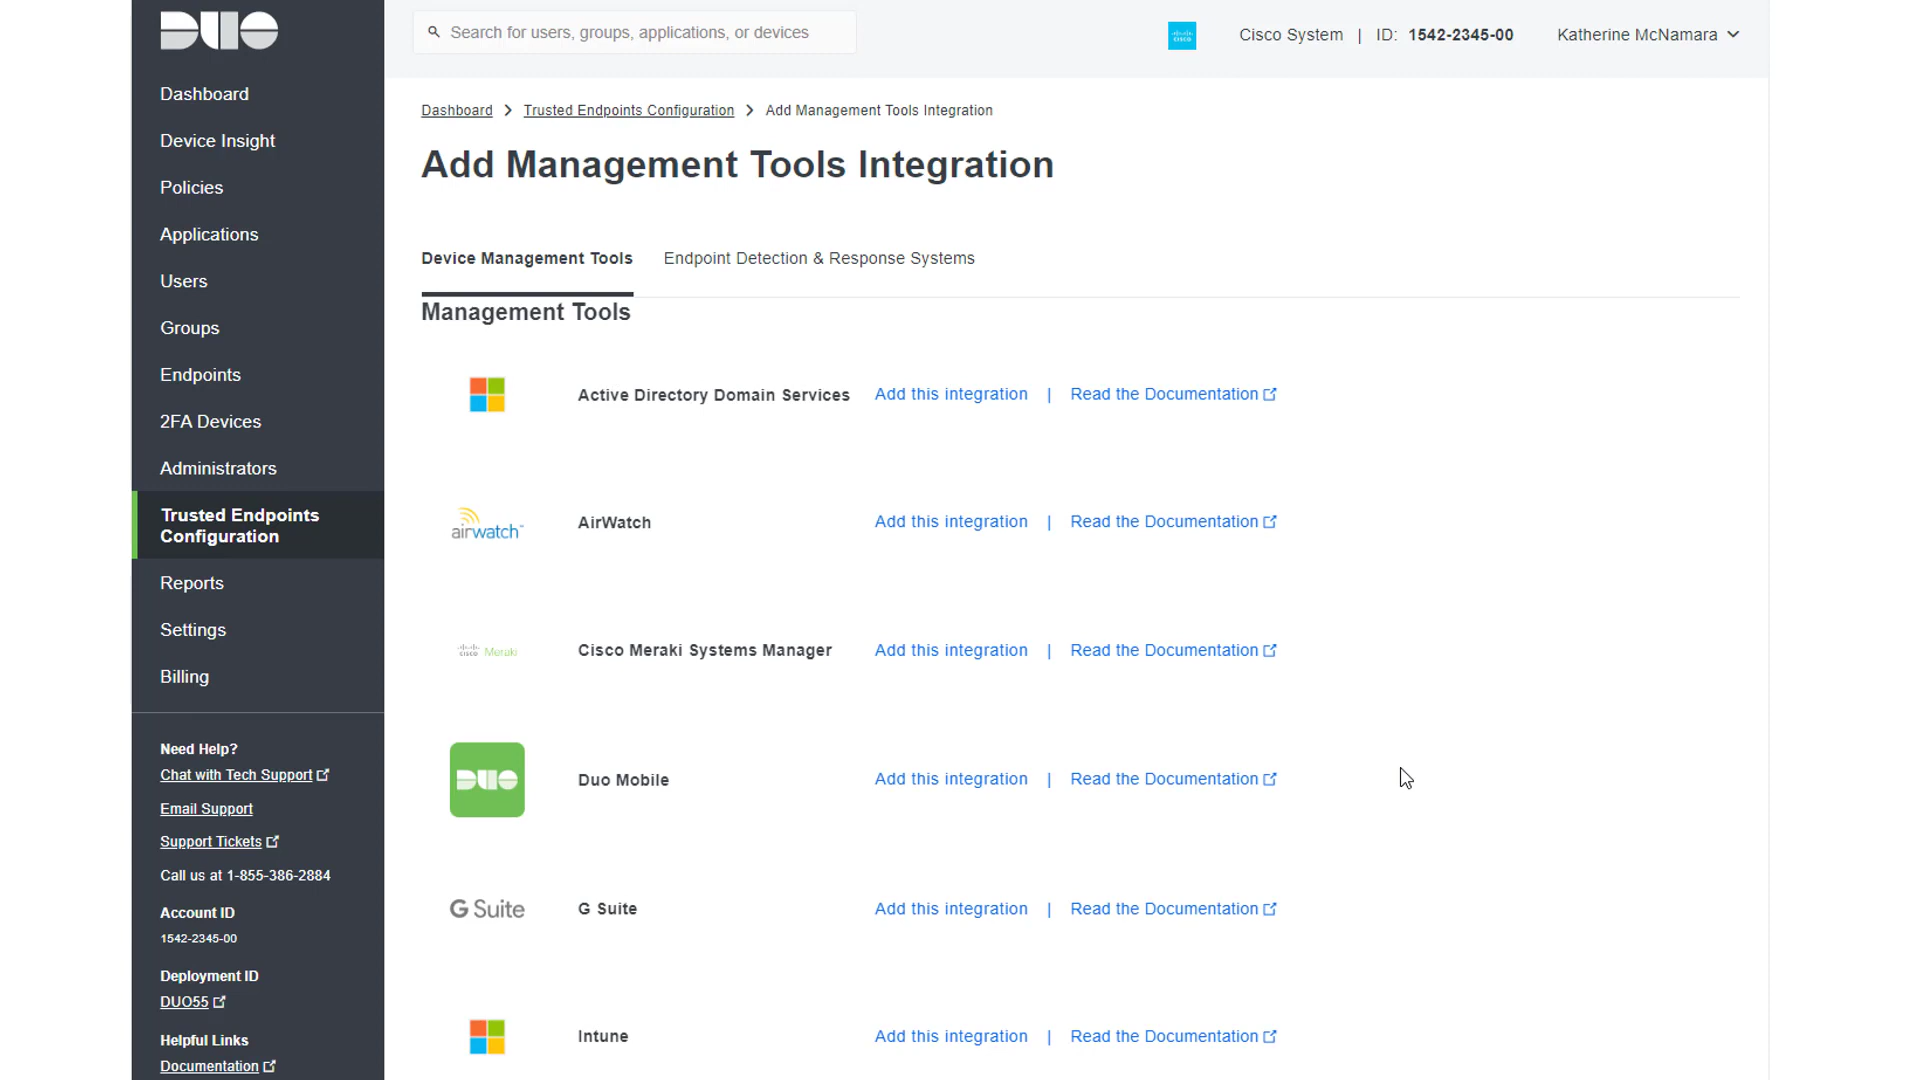 DUO
Search for users, groups, applications, or devices
cisco
Cisco System | ID: 1542-2345-00
Katherine McNamara
Dashboard
Device Insight
Policies
Applications
Users
Groups
Endpoints
2FA Devices
Administrators
Trusted Endpoints
Configuration
Reports
Settings
Billing
Need Help?
Chat with Tech Support
Email Support
Support Tickets
Call us at 1-855-386-2884
Account ID
1542-2345-00
Deployment ID
DUO55
Helpful Links
Documentation
Dashboard > Trusted Endpoints Configuration > Add Management Tools Integration
Add Management Tools Integration
Device Management Tools Endpoint Detection & Response Systems
Management Tools
Active Directory Domain Services Add this integration | Read the Documentation
airwatch™ AirWatch Add this integration | Read the Documentation
cisco Meraki Cisco Meraki Systems Manager Add this integration | Read the Documentation
DUO Duo Mobile Add this integration | Read the Documentation
G Suite G Suite Add this integration | Read the Documentation
Intune Add this integration | Read the Documentation